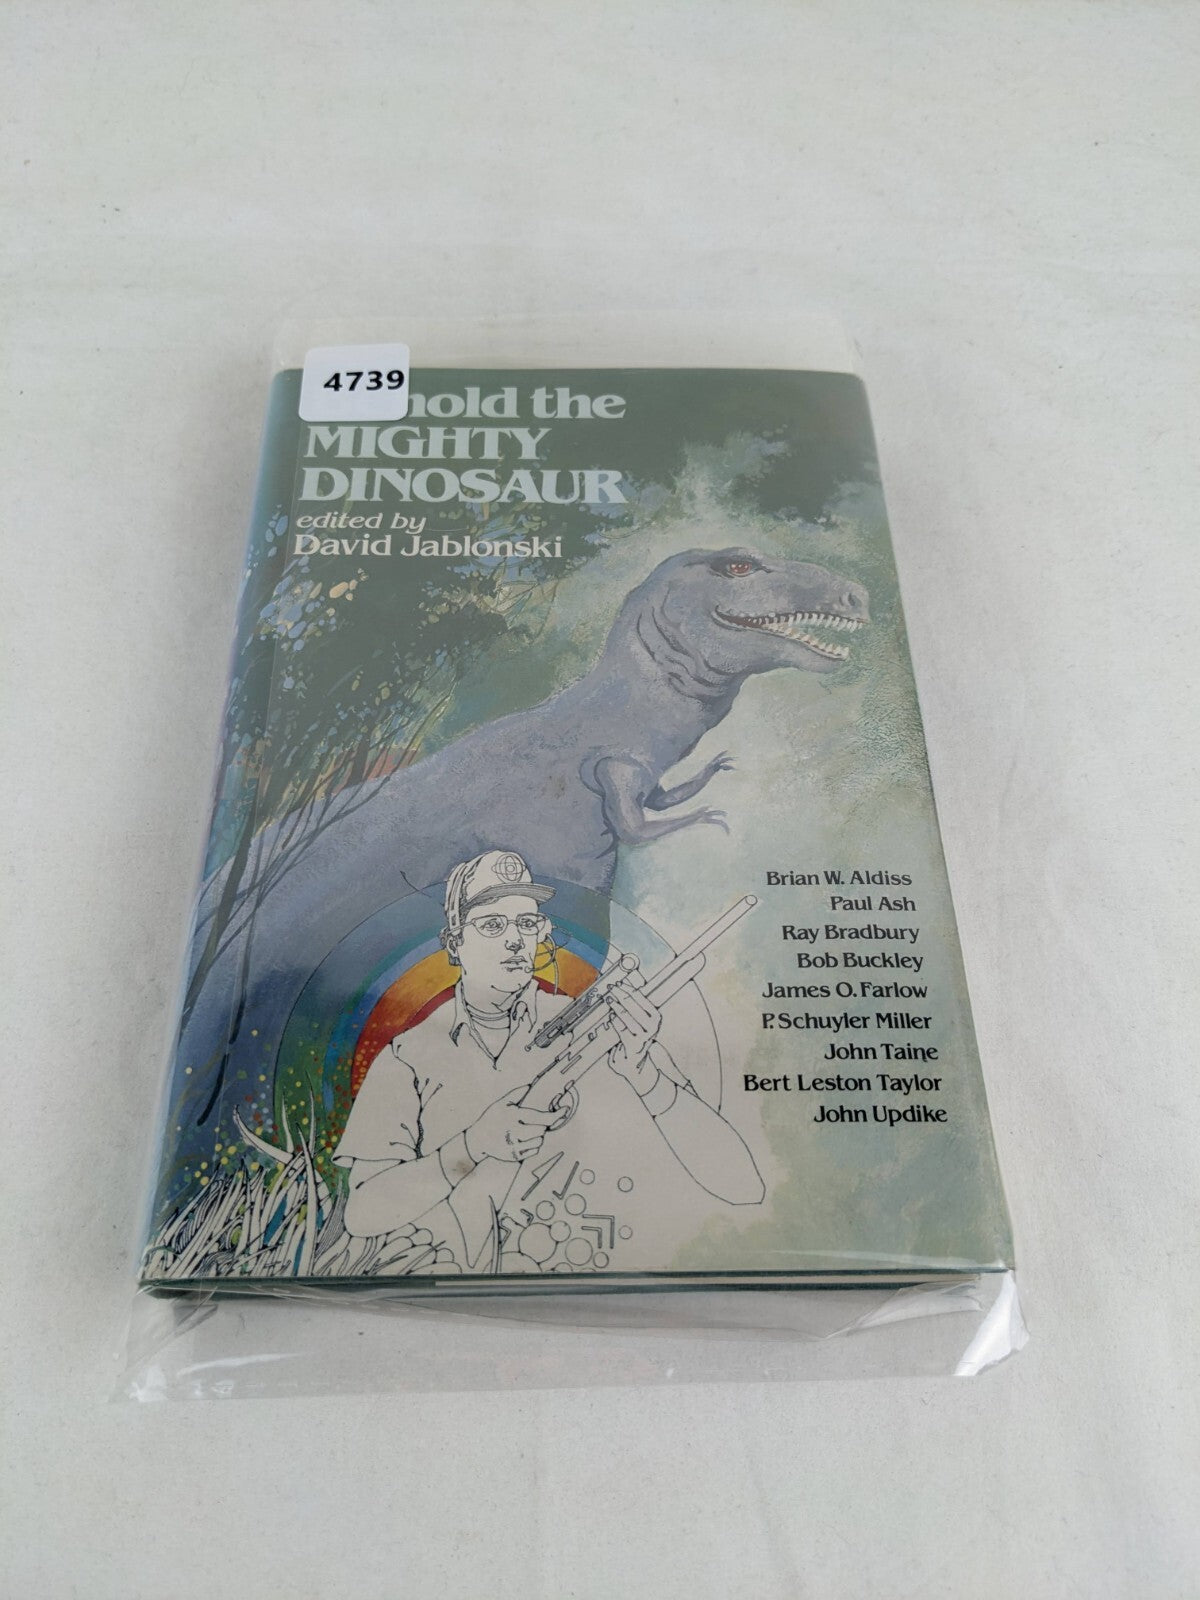 4739
hold the
MIGHTY
DINOSAUR
edited by
David Jablonski
Brian W. Aldiss
Paul Ash
Ray Bradbury
Bob Buckley
James O. Farlow
P. Schuyler Miller
John Taine
Bert Leston Taylor
John Updike